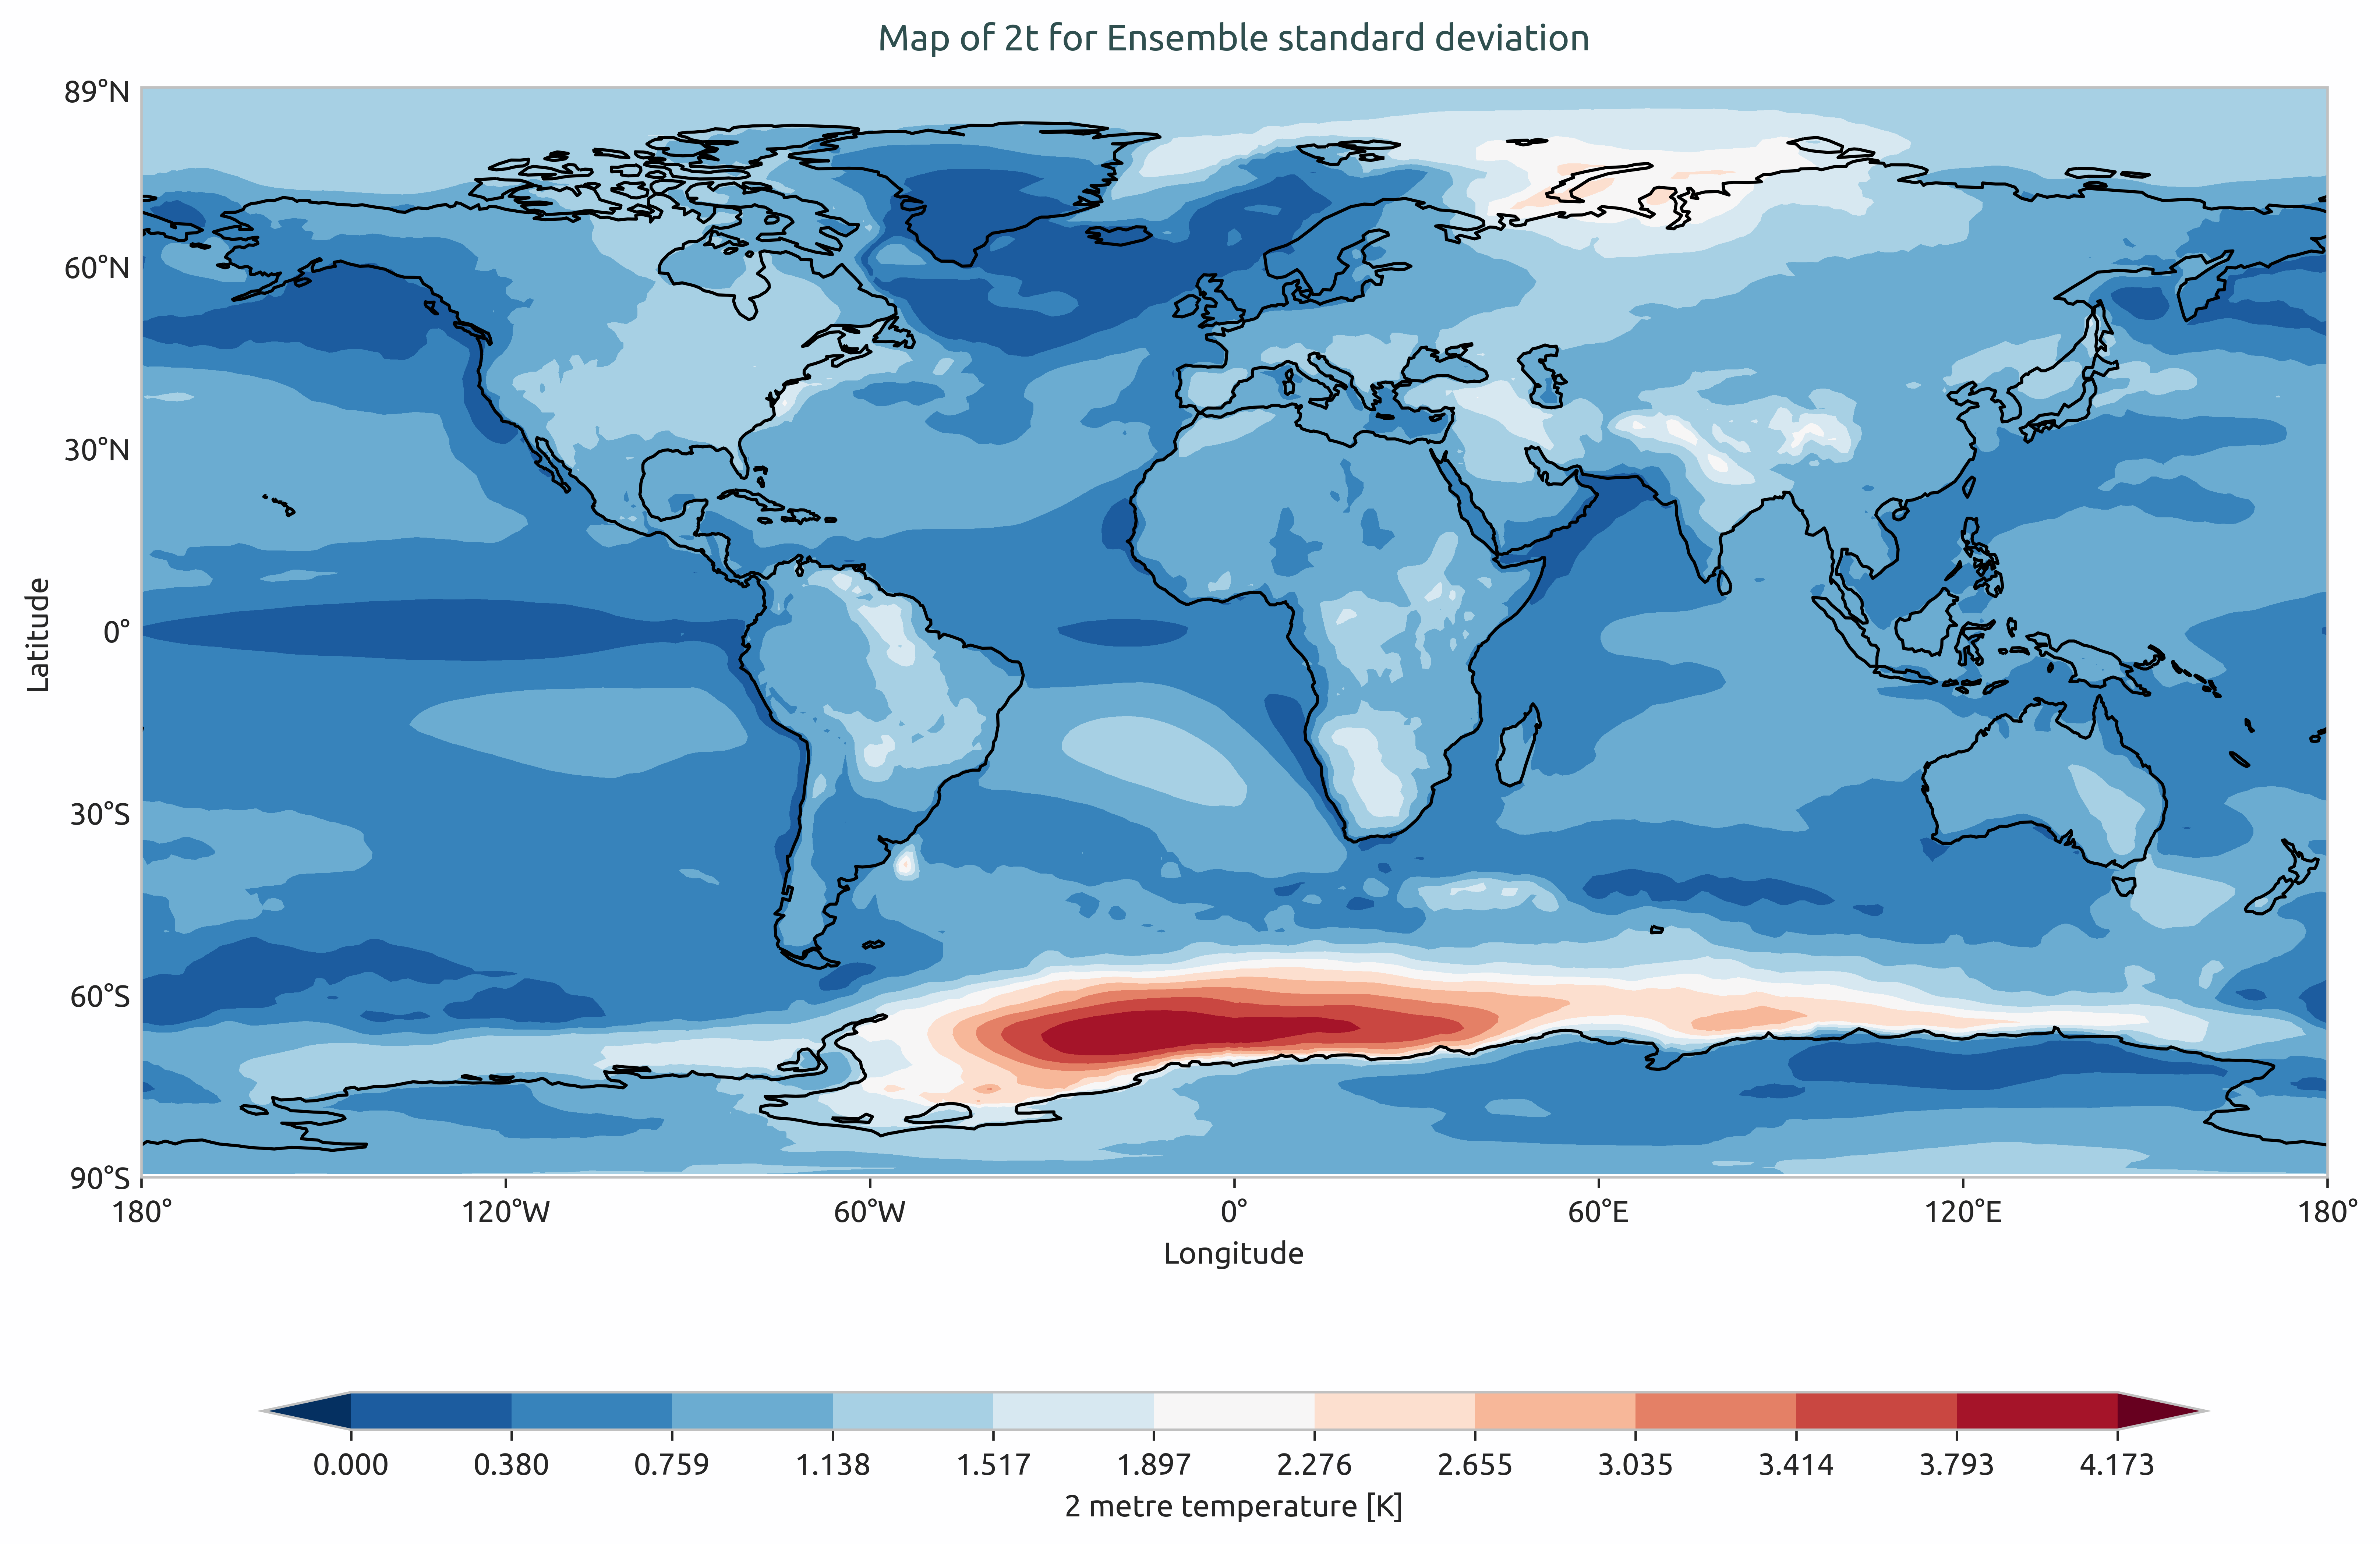 Map of 2t for Ensemble standard deviation
89°N
60°N
30°N
0°
30°S
60°S
90°S
Latitude
180° 120°W 60°W 0° 60°E 120°E 180°
Longitude
0.000 0.380 0.759 1.138 1.517 1.897 2.276 2.655 3.035 3.414 3.793 4.173
2 metre temperature [K]